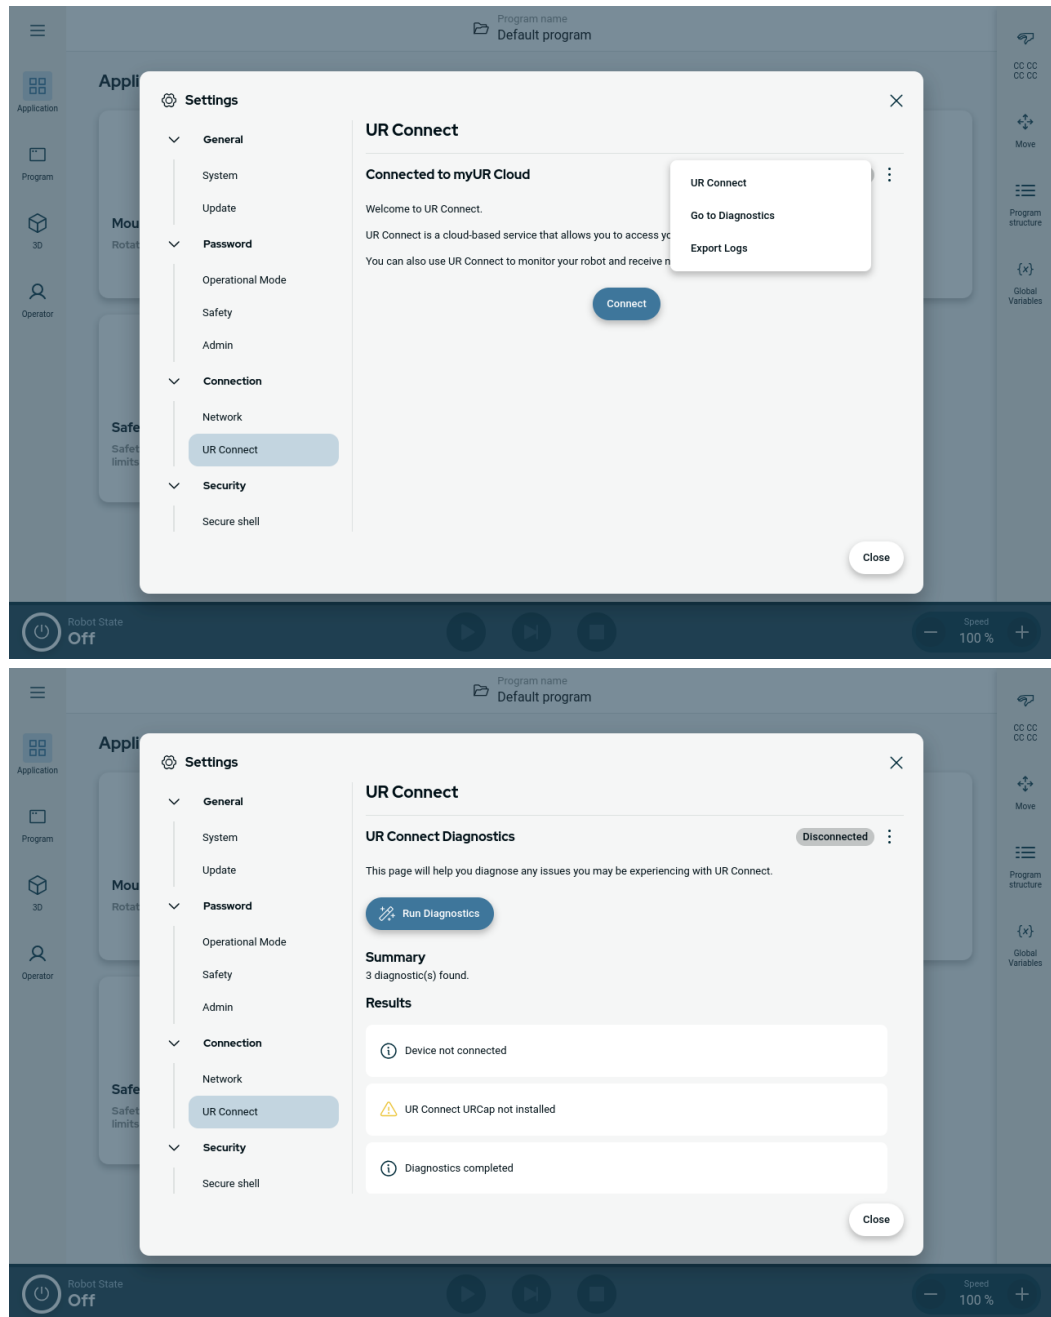 Program name
Default program
Application
Program
3D
Operator
Appli
Mou
Rotat
Safe
Safet
limits
Settings
General
System
Update
Password
Operational Mode
Safety
Admin
Connection
Network
UR Connect
Security
Secure shell
UR Connect
Connected to myUR Cloud
Welcome to UR Connect.
UR Connect is a cloud-based service that allows you to access yo
You can also use UR Connect to monitor your robot and receive n
UR Connect
Go to Diagnostics
Export Logs
Connect
Close
CC CC
CC CC
Move
Program
structure
{x}
Global
Variables
Robot State
Off
Speed
100 %
Program name
Default program
Application
Program
3D
Operator
Appli
Mou
Rotat
Safe
Safet
limits
Settings
General
System
Update
Password
Operational Mode
Safety
Admin
Connection
Network
UR Connect
Security
Secure shell
UR Connect
UR Connect Diagnostics
Disconnected
This page will help you diagnose any issues you may be experiencing with UR Connect.
Run Diagnostics
Summary
3 diagnostic(s) found.
Results
Device not connected
UR Connect URCap not installed
Diagnostics completed
Close
CC CC
CC CC
Move
Program
structure
{x}
Global
Variables
Robot State
Off
Speed
100 %